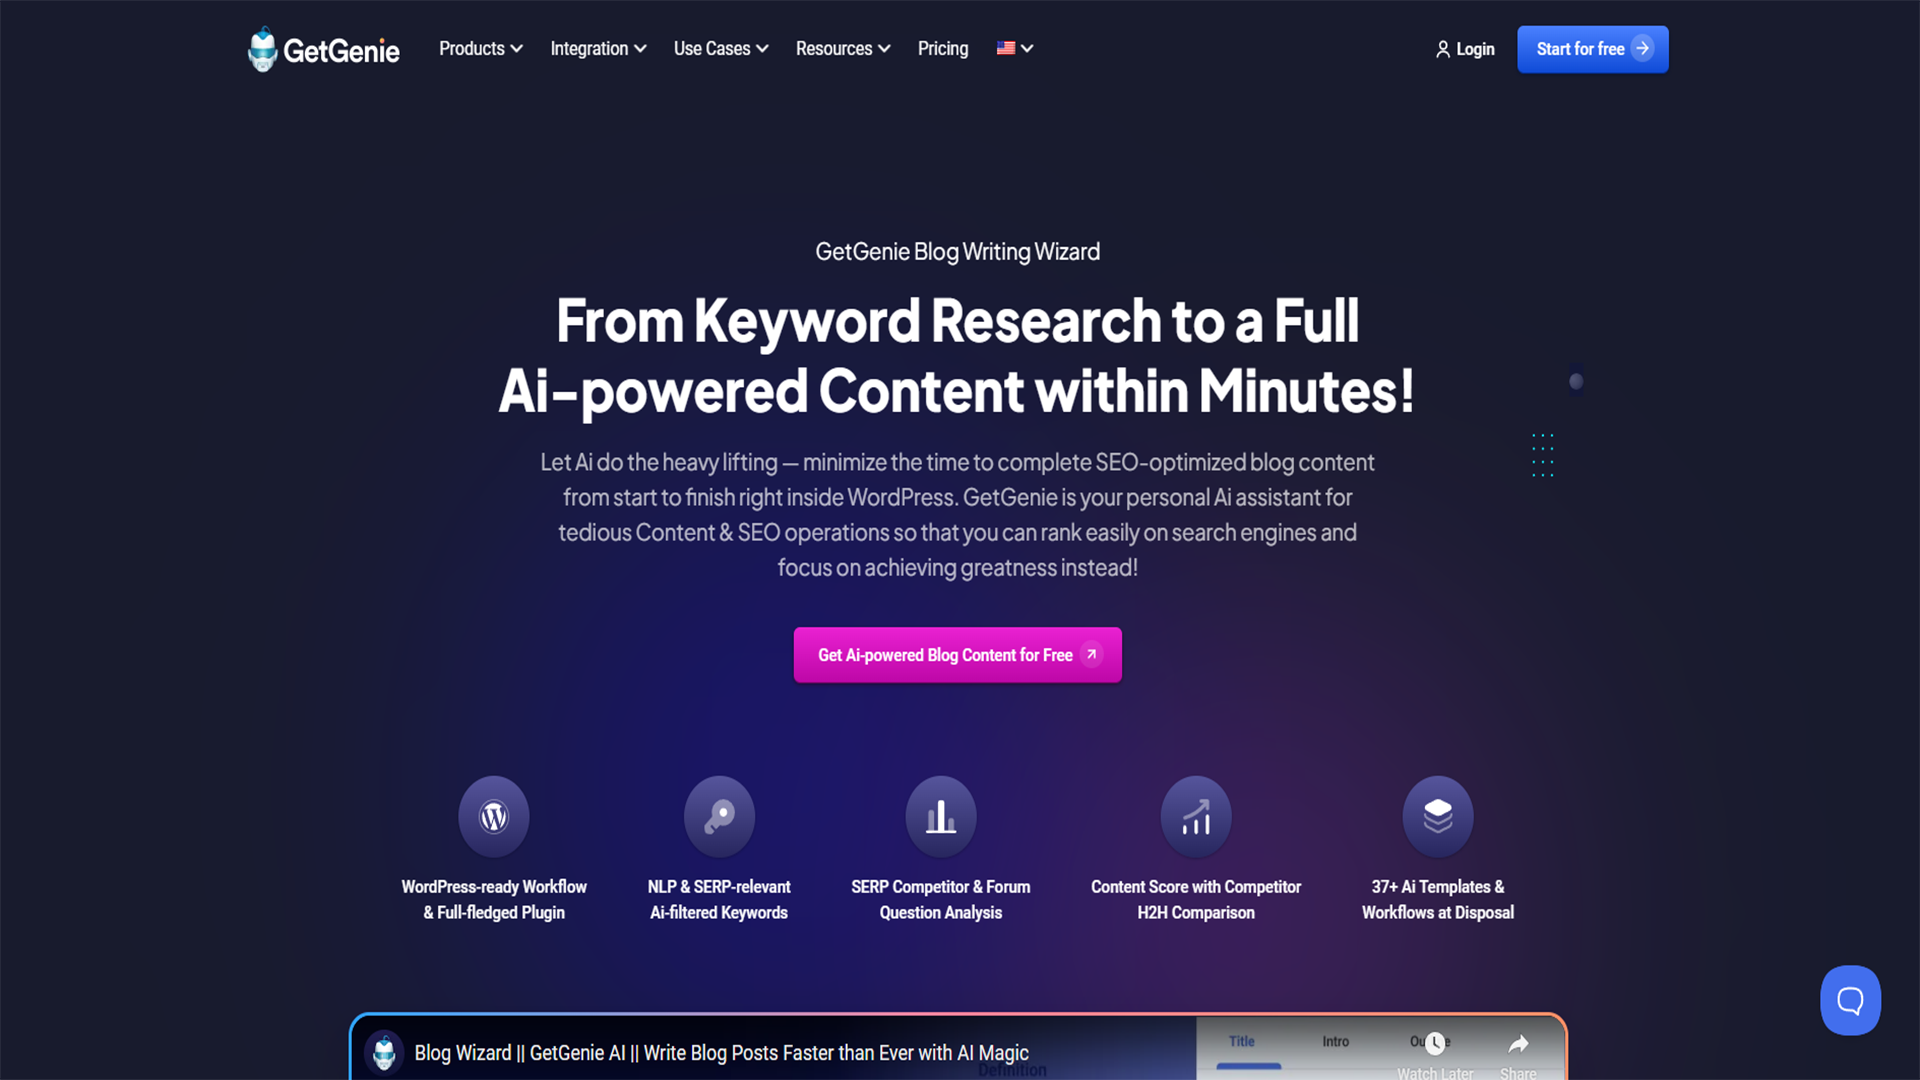 GetGenie
Products
Integration
Use Cases
Resources
Pricing
Login
Start for free
GetGenie Blog Writing Wizard
From Keyword Research to a Full
Ai-powered Content within Minutes!
Let Ai do the heavy lifting — minimize the time to complete SEO-optimized blog content
from start to finish right inside WordPress. GetGenie is your personal Ai assistant for
tedious Content & SEO operations so that you can rank easily on search engines and
focus on achieving greatness instead!
Get Ai-powered Blog Content for Free
WordPress-ready Workflow
& Full-fledged Plugin
NLP & SERP-relevant
Ai-filtered Keywords
SERP Competitor & Forum
Question Analysis
Content Score with Competitor
H2H Comparison
37+ Ai Templates &
Workflows at Disposal
Blog Wizard || GetGenie AI || Write Blog Posts Faster than Ever with AI Magic
Definition
Title
Intro
Watch Later
Share